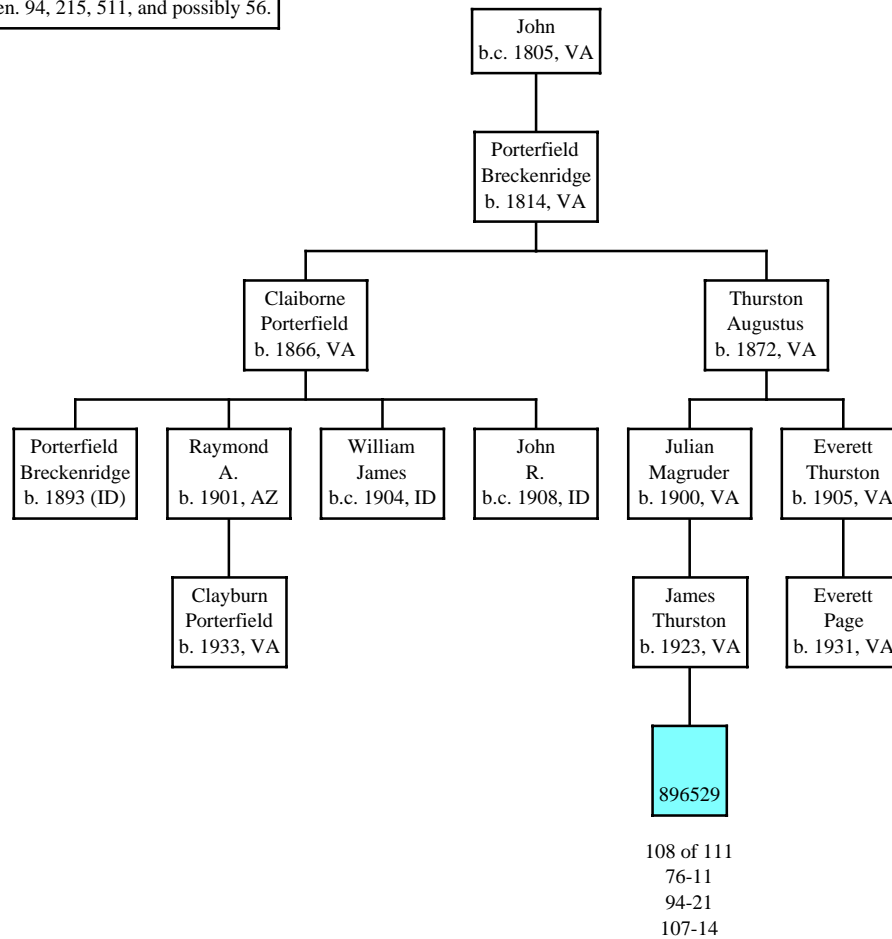 en. 94, 215, 511, and possibly 56.
John
b.c. 1805, VA
Porterfield
Breckenridge
b. 1814, VA
Claiborne
Porterfield
b. 1866, VA
Thurston
Augustus
b. 1872, VA
Porterfield
Breckenridge
b. 1893 (ID)
Raymond
A.
b. 1901, AZ
William
James
b.c. 1904, ID
John
R.
b.c. 1908, ID
Julian
Magruder
b. 1900, VA
Everett
Thurston
b. 1905, VA
Clayburn
Porterfield
b. 1933, VA
James
Thurston
b. 1923, VA
Everett
Page
b. 1931, VA
896529
108 of 111
76-11
94-21
107-14